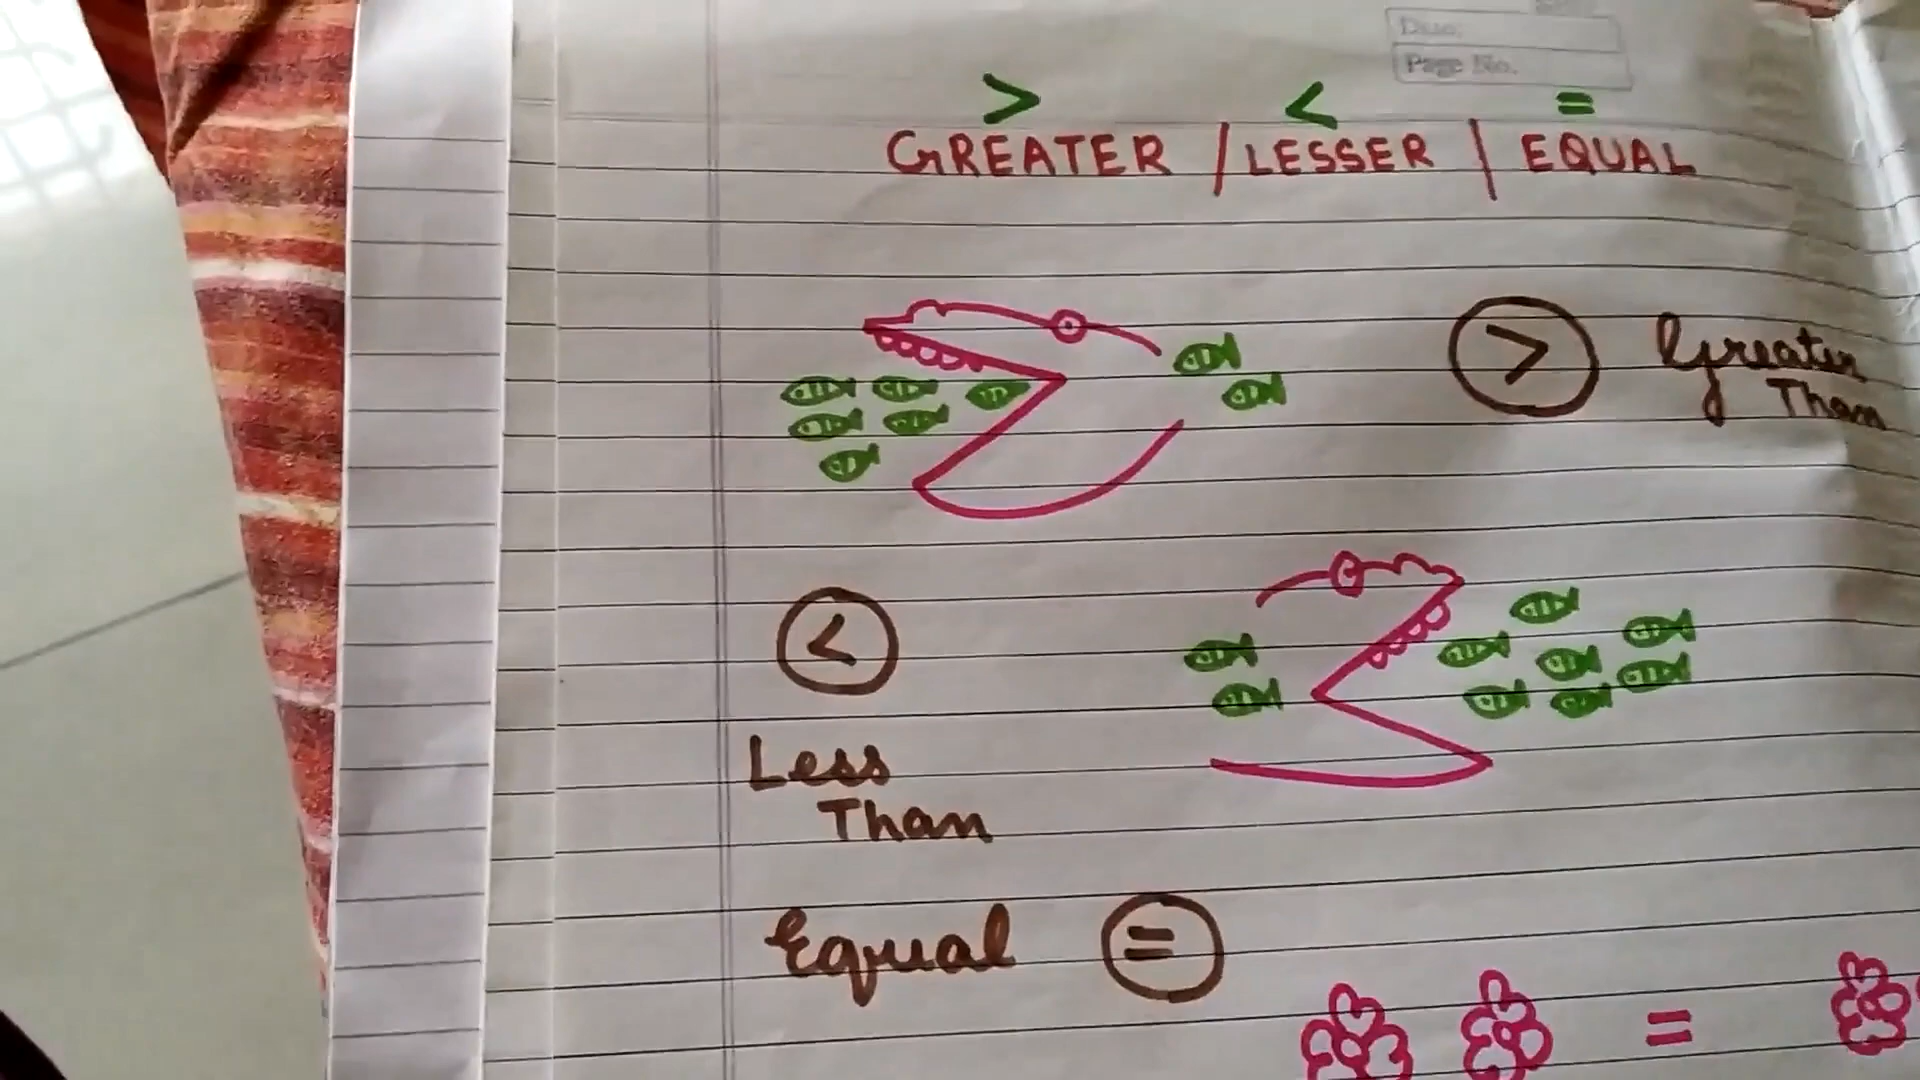 Date:
Page No.
> < =
GREATER / LESSER | EQUAL
> Greater
Than
<
Less
Than
Equal =
=